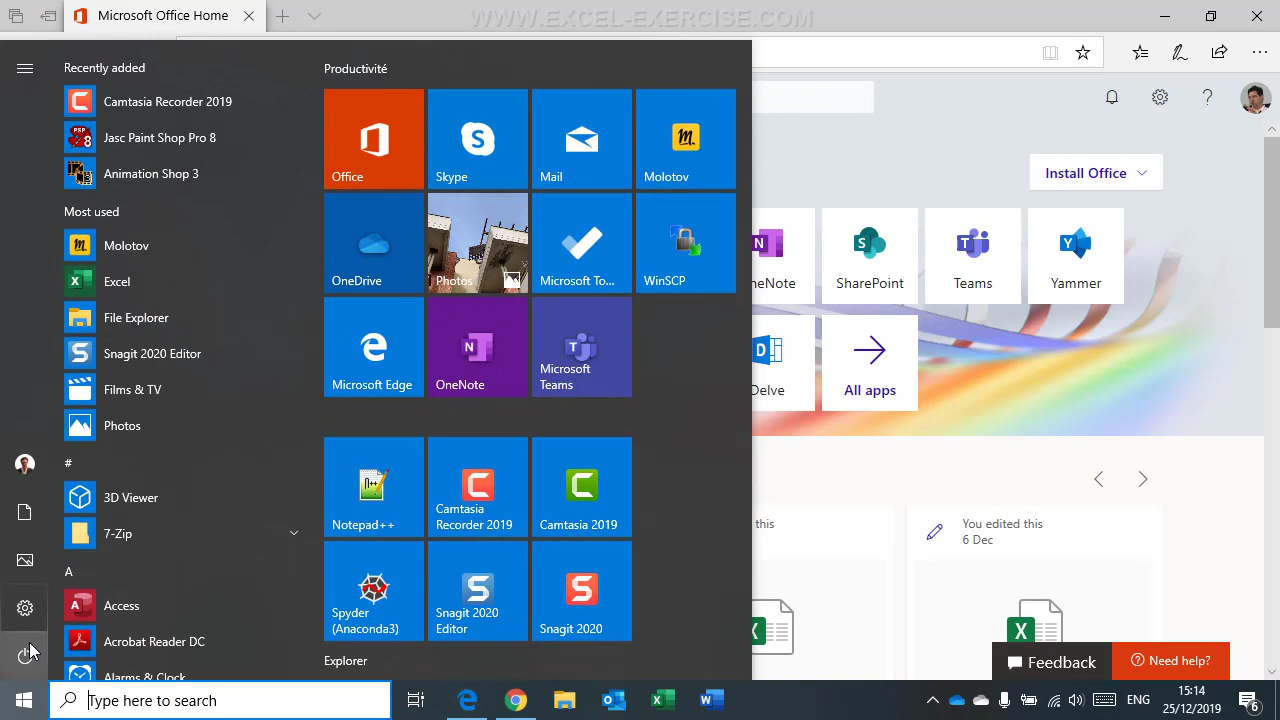 Microsoft Office Home
WWW.EXCEL-EXERCISE.COM
Recently added
Camtasia Recorder 2019
Jasc Paint Shop Pro 8
Animation Shop 3
Most used
Molotov
Excel
File Explorer
Snagit 2020 Editor
Films & TV
Photos
#
3D Viewer
7-Zip
A
Access
Acrobat Reader DC
Alarms & Clock
Productivité
Office
Skype
Mail
Molotov
OneDrive
Photos
Microsoft To...
WinSCP
Microsoft Edge
OneNote
Microsoft
Teams
Notepad++
Camtasia
Recorder 2019
Camtasia 2019
Spyder
(Anaconda3)
Snagit 2020
Editor
Snagit 2020
Explorer
Install Office
neNote
SharePoint
Teams
Yammer
Delve
All apps
this
You edited this
6 Dec
Feedback
Need help?
Type here to search
ENG
15:14
25/12/2019
6